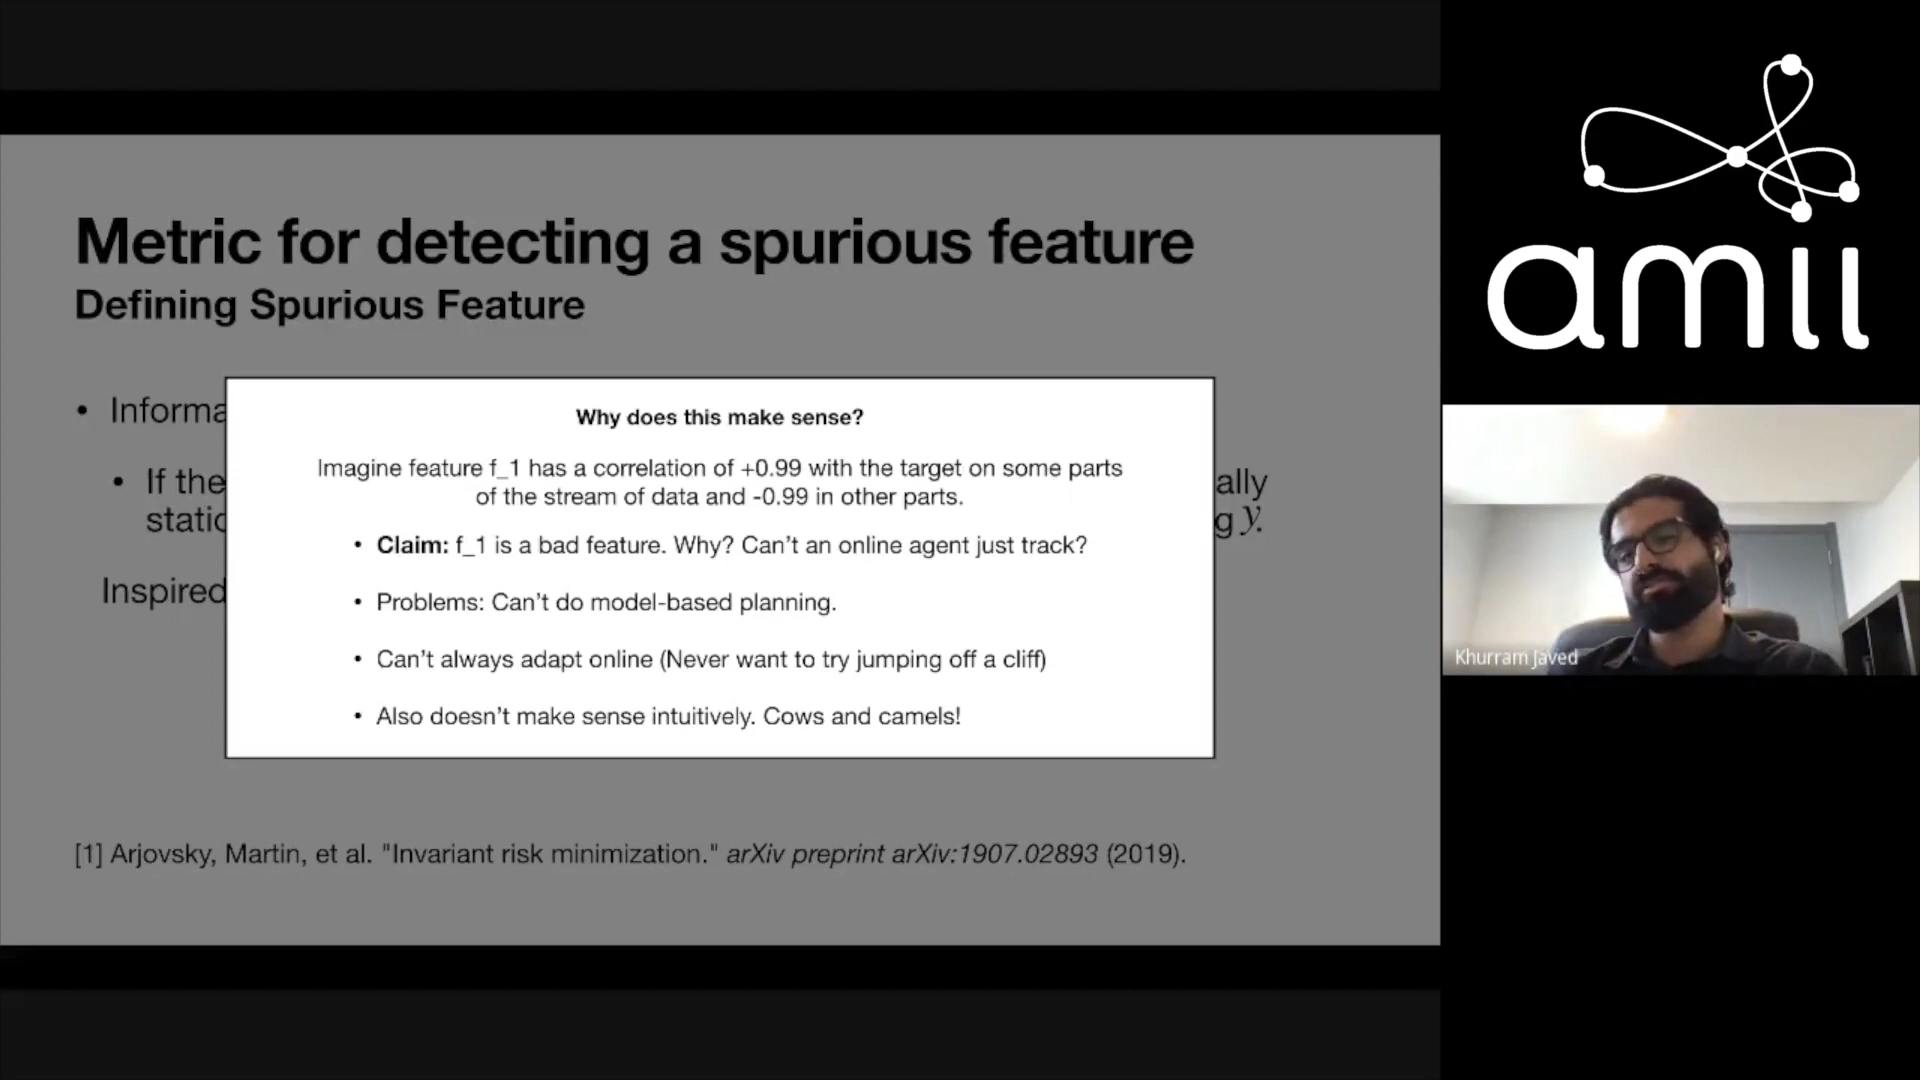 Metric for detecting a spurious feature
Defining Spurious Feature
• Informa
• If the
static
ally
g y.
Inspired
Why does this make sense?
Imagine feature f_1 has a correlation of +0.99 with the target on some parts
of the stream of data and -0.99 in other parts.
• Claim: f_1 is a bad feature. Why? Can't an online agent just track?
• Problems: Can't do model-based planning.
• Can't always adapt online (Never want to try jumping off a cliff)
• Also doesn't make sense intuitively. Cows and camels!
[1] Arjovsky, Martin, et al. "Invariant risk minimization." arXiv preprint arXiv:1907.02893 (2019).
amii
Khurram Javed